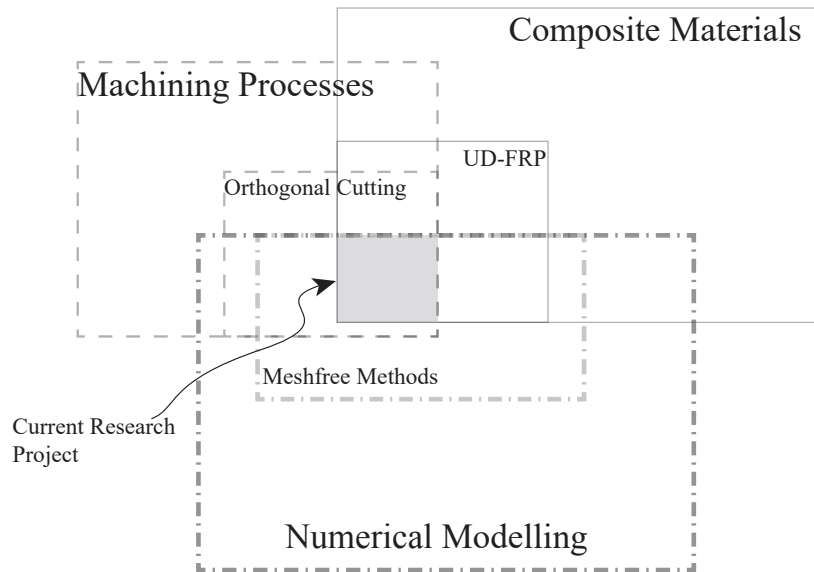 Composite Materials
Machining Processes
UD-FRP
Orthogonal Cutting
Meshfree Methods
Current Research
Project
Numerical Modelling